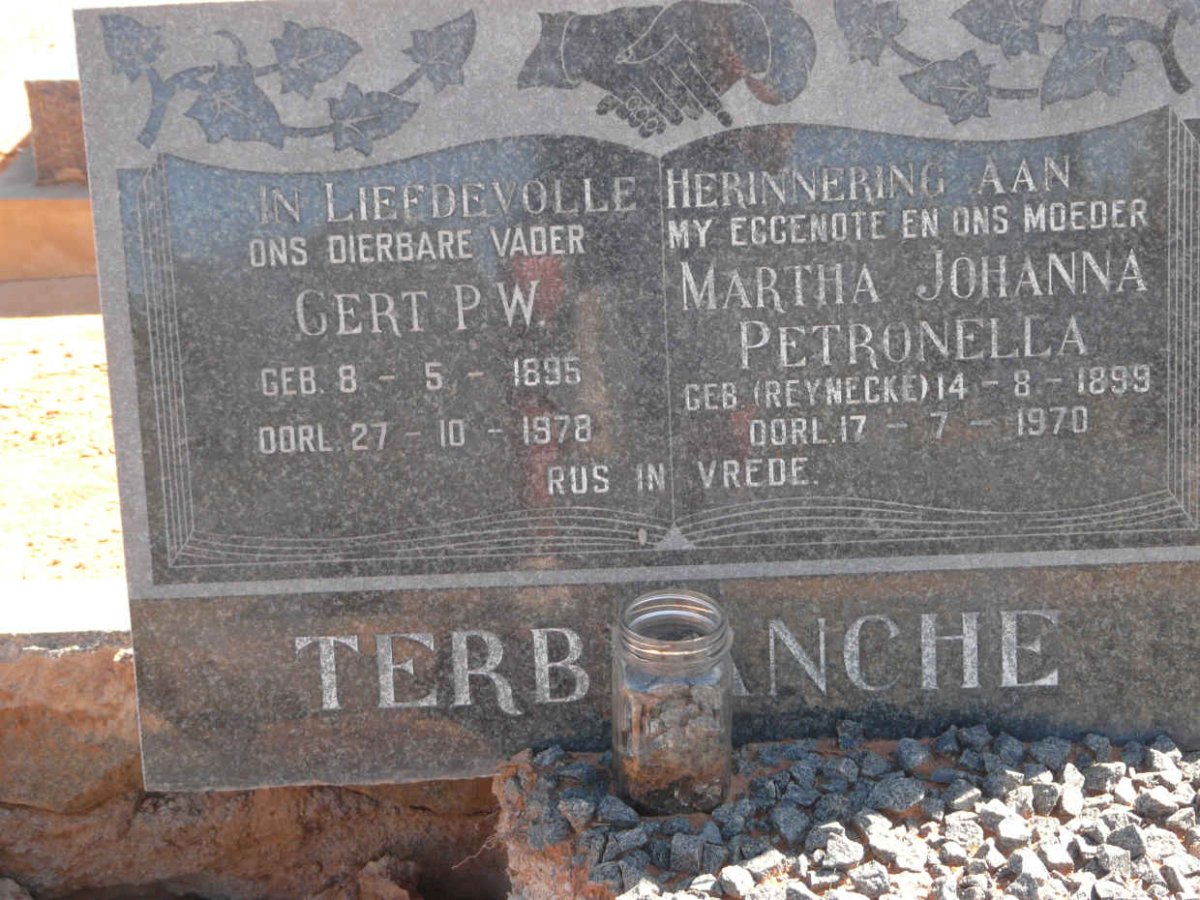 IN LIEFDEVOLLE HERINNERING AAN
ONS DIERBARE VADER
GERT P.W.
GEB. 8 - 5 - 1895
OORL. 27 - 10 - 1978
MY EGGENOTE EN ONS MOEDER
MARTHA JOHANNA
PETRONELLA
GEB (REYNECKE) 14 - 8 - 1899
OORL. 17 - 7 - 1970
RUS IN VREDE.
TERBLANCHE